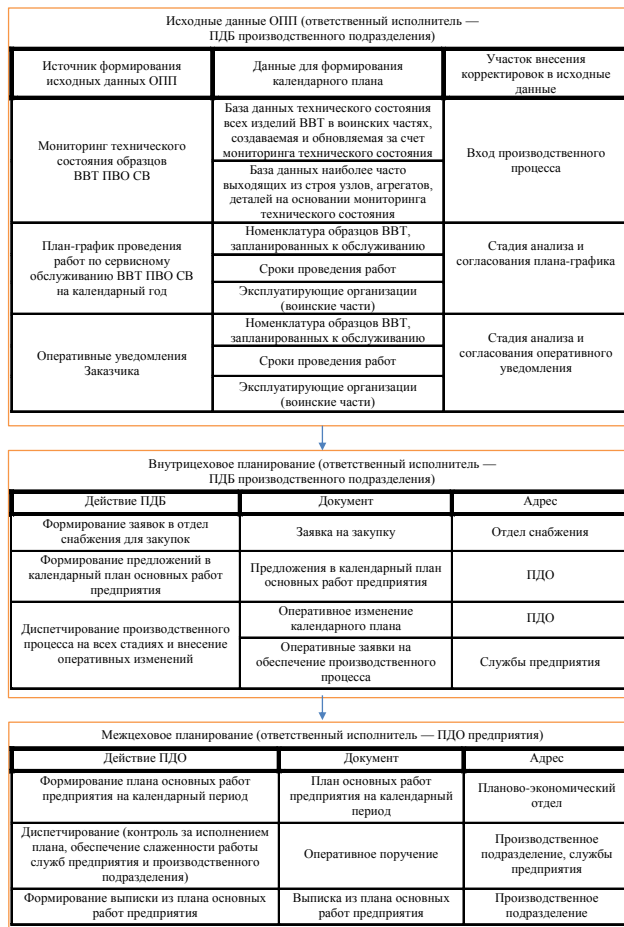 Исходные данные ОПП (ответственный исполнитель —
ПДБ производственного подразделения)
Источник формирования
исходных данных ОПП
Данные для формирования
календарного плана
Участок внесения
корректировок в исходные
данные
Мониторинг технического
состояния образцов
ВВТ ПВО СВ
База данных технического состояния
всех изделий ВВТ в воинских частях,
создаваемая и обновляемая за счет
мониторинга технического состояния
База данных наиболее часто
выходящих из строя узлов, агрегатов,
деталей на основании мониторинга
технического состояния
Вход производственного
процесса
План-график проведения
работ по сервисному
обслуживанию ВВТ ПВО СВ
на календарный год
Номенклатура образцов ВВТ,
запланированных к обслуживанию
Сроки проведения работ
Эксплуатирующие организации
(воинские части)
Стадия анализа и
согласования плана-графика
Оперативные уведомления
Заказчика
Номенклатура образцов ВВТ,
запланированных к обслуживанию
Сроки проведения работ
Эксплуатирующие организации
(воинские части)
Стадия анализа и
согласования оперативного
уведомления
Внутрицеховое планирование (ответственный исполнитель —
ПДБ производственного подразделения)
Действие ПДБ
Документ
Адрес
Формирование заявок в отдел
снабжения для закупок
Заявка на закупку
Отдел снабжения
Формирование предложений в
календарный план основных работ
предприятия
Предложения в календарный план
основных работ предприятия
ПДО
Диспетчирование производственного
процесса на всех стадиях и внесение
оперативных изменений
Оперативное изменение
календарного плана
ПДО
Оперативные заявки на
обеспечение производственного
процесса
Службы предприятия
Межцеховое планирование (ответственный исполнитель — ПДО предприятия)
Действие ПДО
Документ
Адрес
Формирование плана основных работ
предприятия на календарный период
План основных работ
предприятия на календарный
период
Планово-экономический
отдел
Диспетчирование (контроль за исполнением
плана, обеспечение слаженности работы
служб предприятия и производственного
подразделения)
Оперативное поручение
Производственное
подразделение, службы
предприятия
Формирование выписки из плана основных
работ предприятия
Выписка из плана основных
работ предприятия
Производственное
подразделение